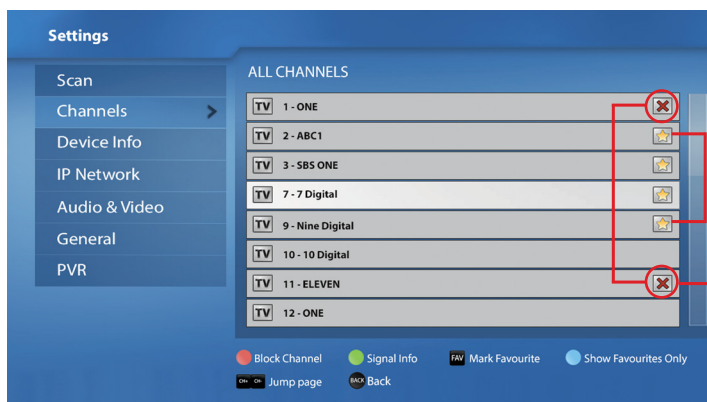 Settings
Scan
Channels
Device Info
IP Network
Audio & Video
General
PVR
ALL CHANNELS
TV 1 - ONE
TV 2 - ABC1
TV 3 - SBS ONE
TV 7 - 7 Digital
TV 9 - Nine Digital
TV 10 - 10 Digital
TV 11 - ELEVEN
TV 12 - ONE
Block Channel Signal Info FAV Mark Favourite Show Favourites Only
CH+ CH- Jump page BACK Back